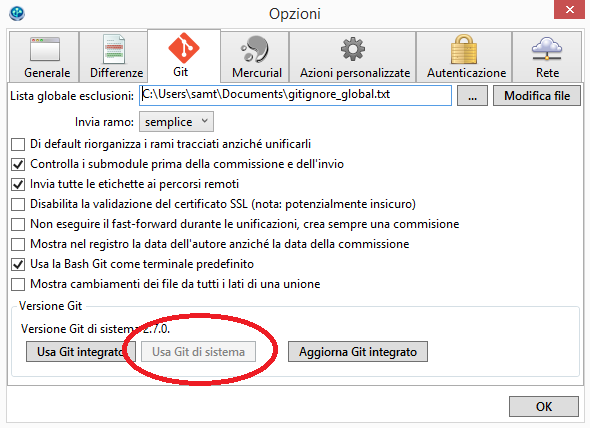 Opzioni
Generale
Differenze
Git
Mercurial
Azioni personalizzate
Autenticazione
Rete
Lista globale esclusioni: C:\Users\samt\Documents\gitignore_global.txt ... Modifica file
Invia ramo: semplice
Di default riorganizza i rami tracciati anziché unificarli
Controlla i submodule prima della commissione e dell'invio
Invia tutte le etichette ai percorsi remoti
Disabilita la validazione del certificato SSL (nota: potenzialmente insicuro)
Non eseguire il fast-forward durante le unificazioni, crea sempre una commisione
Mostra nel registro la data dell'autore anziché la data della commissione
Usa la Bash Git come terminale predefinito
Mostra cambiamenti dei file da tutti i lati di una unione
Versione Git
Versione Git di sistema 2.7.0.
Usa Git integrato Usa Git di sistema Aggiorna Git integrato
OK